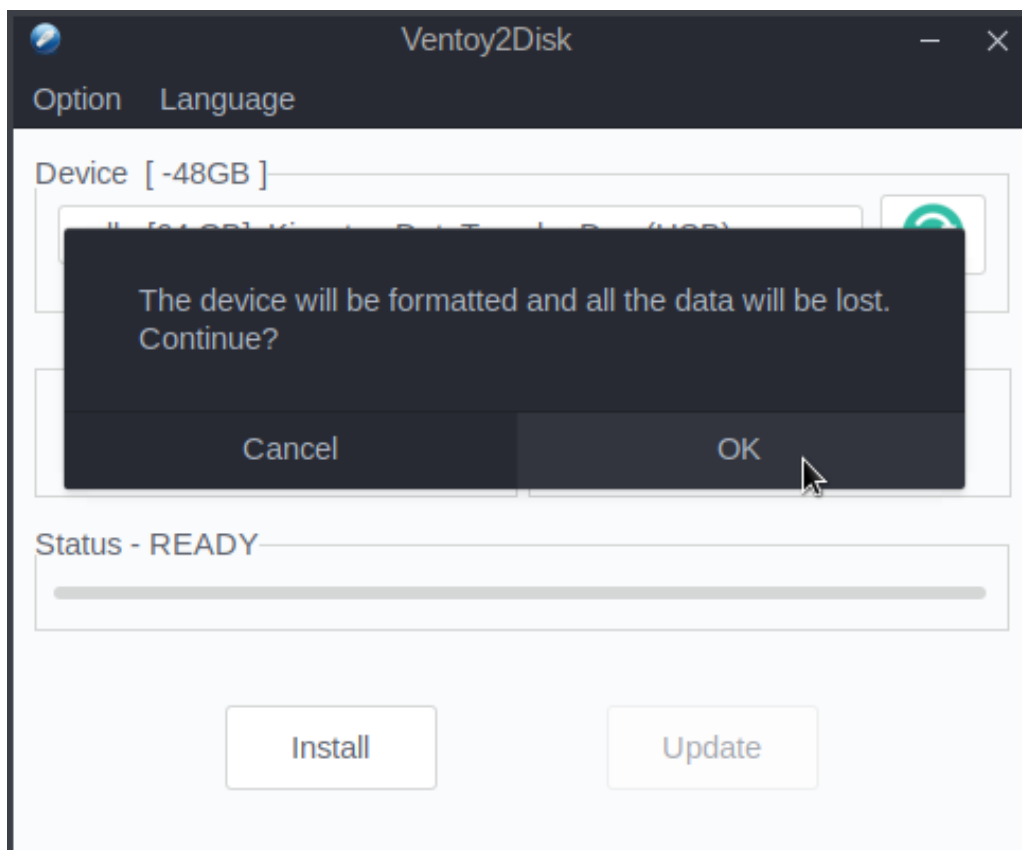 Ventoy2Disk
Option Language
Device [ -48GB ]
The device will be formatted and all the data will be lost.
Continue?
Cancel OK
Status - READY
Install Update